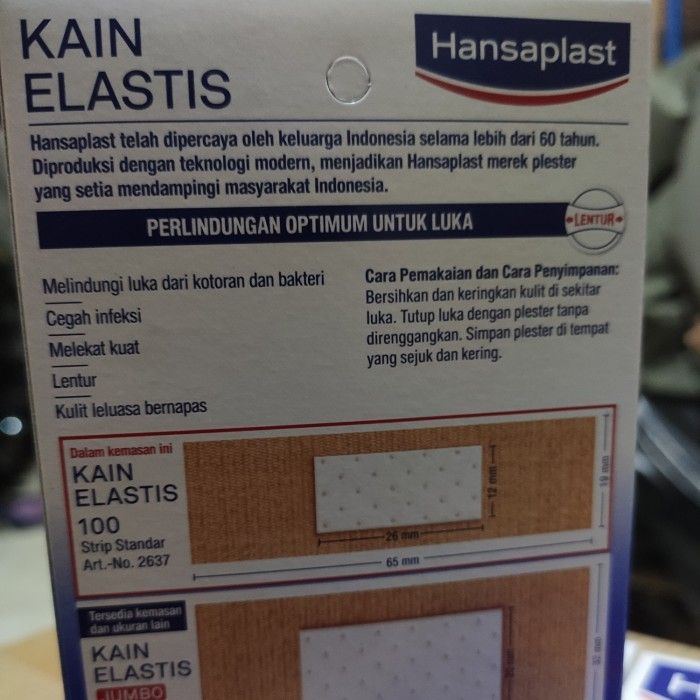 KAIN
ELASTIS
Hansaplast
Hansaplast telah dipercaya oleh keluarga Indonesia selama lebih dari 60 tahun.
Diproduksi dengan teknologi modern, menjadikan Hansaplast merek plester
yang setia mendampingi masyarakat Indonesia.
PERLINDUNGAN OPTIMUM UNTUK LUKA
LENTUR
Melindungi luka dari kotoran dan bakteri
Cegah infeksi
Melekat kuat
Lentur
Kulit leluasa bernapas
Cara Pemakaian dan Cara Penyimpanan:
Bersihkan dan keringkan kulit di sekitar
luka. Tutup luka dengan plester tanpa
direnggangkan. Simpan plester di tempat
yang sejuk dan kering.
Dalam kemasan ini
KAIN
ELASTIS
100
Strip Standar
Art.-No. 2637
12 mm
19 mm
26 mm
65 mm
Tersedia kemasan
dan ukuran lain
KAIN
ELASTIS
JUMBO